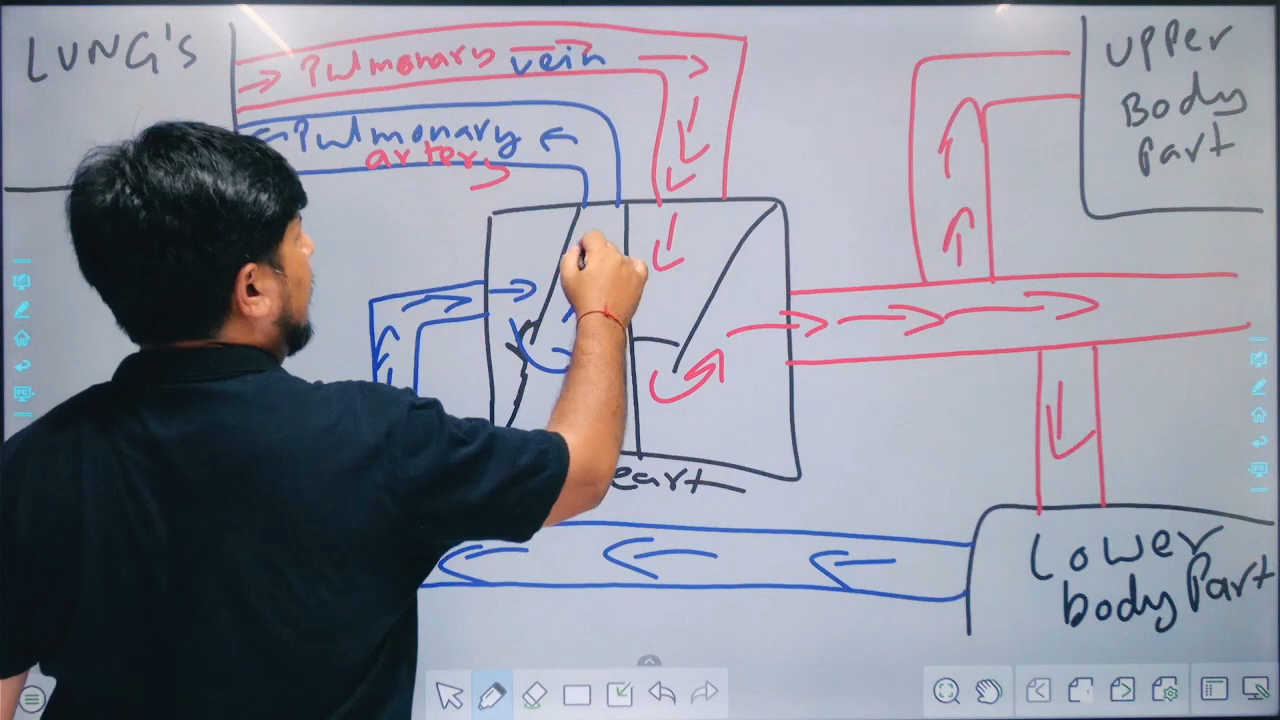 LUNG'S
Pulmonary vein
Pulmonary
artery
Upper
Body
Part
eart
Lower
body Part